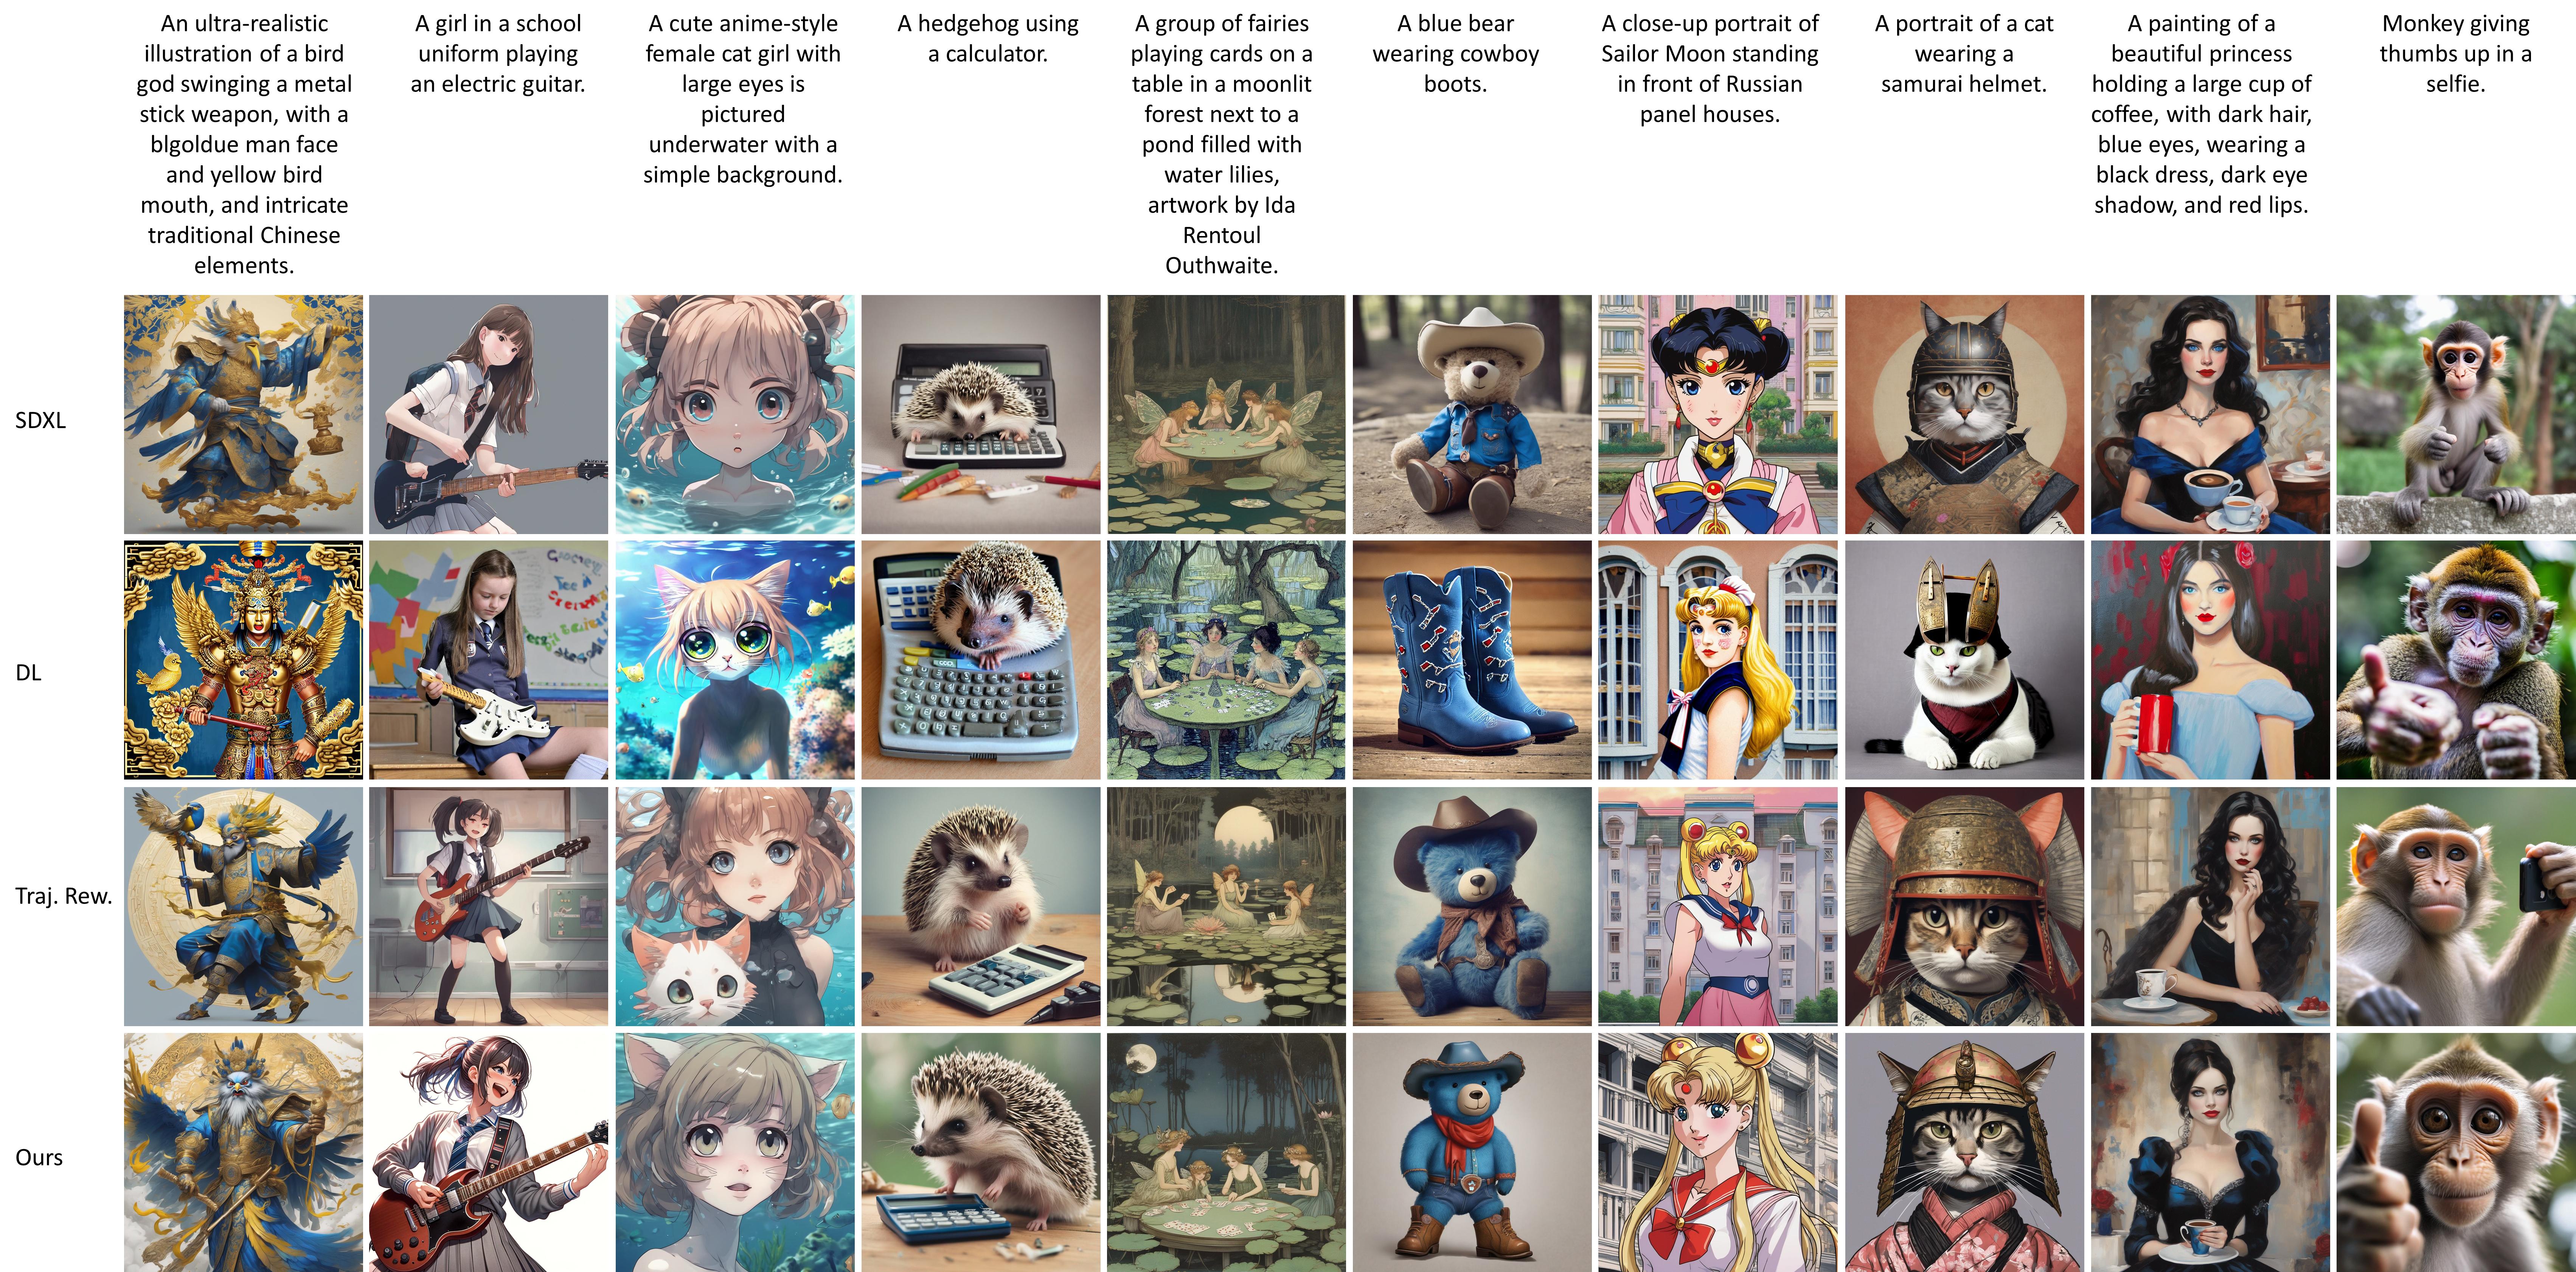 An ultra-realistic
illustration of a bird
god swinging a metal
stick weapon, with a
blgoldue man face
and yellow bird
mouth, and intricate
traditional Chinese
elements.
A girl in a school
uniform playing
an electric guitar.
A cute anime-style
female cat girl with
large eyes is
pictured
underwater with a
simple background.
A hedgehog using
a calculator.
A group of fairies
playing cards on a
table in a moonlit
forest next to a
pond filled with
water lilies,
artwork by Ida
Rentoul
Outhwaite.
A blue bear
wearing cowboy
boots.
A close-up portrait of
Sailor Moon standing
in front of Russian
panel houses.
A portrait of a cat
wearing a
samurai helmet.
A painting of a
beautiful princess
holding a large cup of
coffee, with dark hair,
blue eyes, wearing a
black dress, dark eye
shadow, and red lips.
Monkey giving
thumbs up in a
selfie.
SDXL
DL
Traj. Rew.
Ours